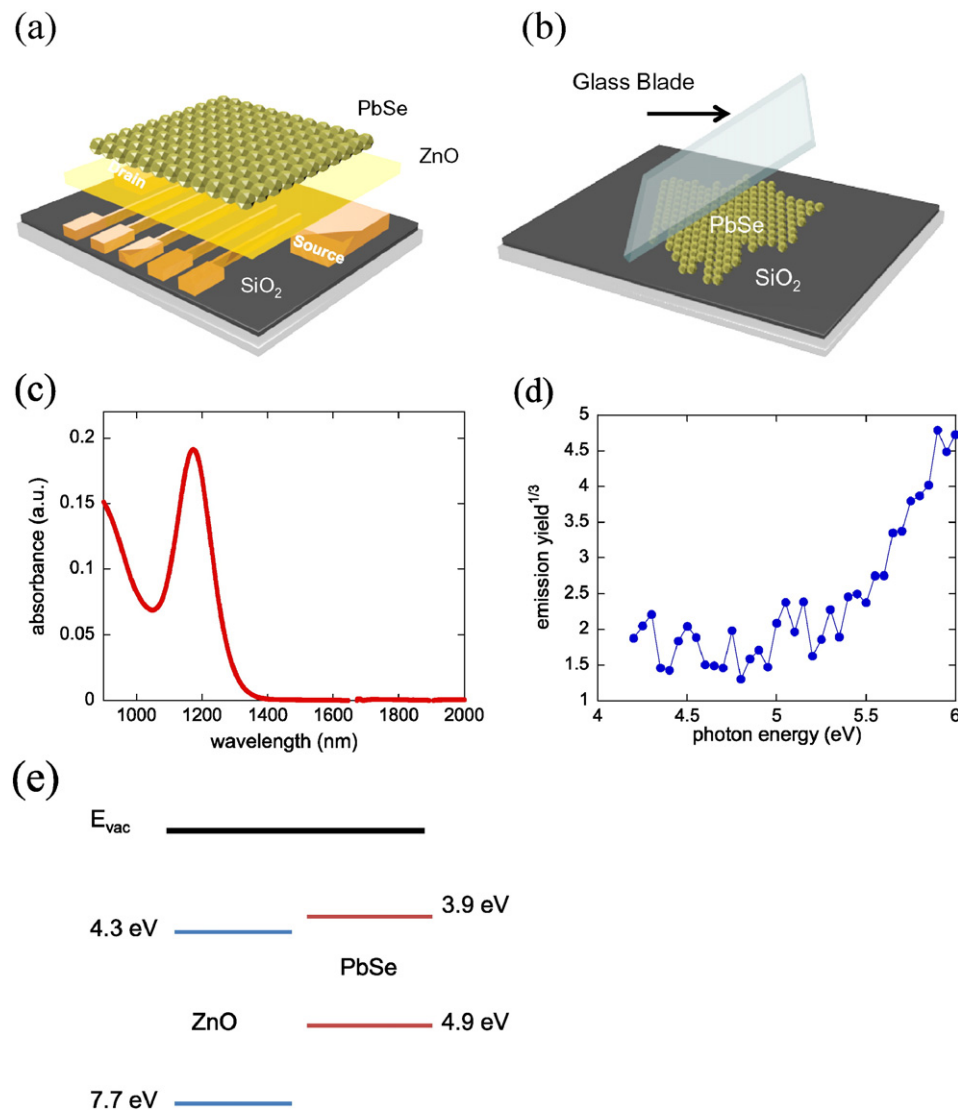 (a)
PbSe
ZnO
Drain
Source
SiO₂
(b)
Glass Blade
PbSe
SiO₂
(c)
0.2
0.15
0.1
0.05
0
absorbance (a.u.)
1000 1200 1400 1600 1800 2000
wavelength (nm)
(d)
5
4.5
4
3.5
3
2.5
2
1.5
1
emission yield¹/³
4 4.5 5 5.5 6
photon energy (eV)
(e)
Eᵥₐc
3.9 eV
4.3 eV
PbSe
ZnO
4.9 eV
7.7 eV